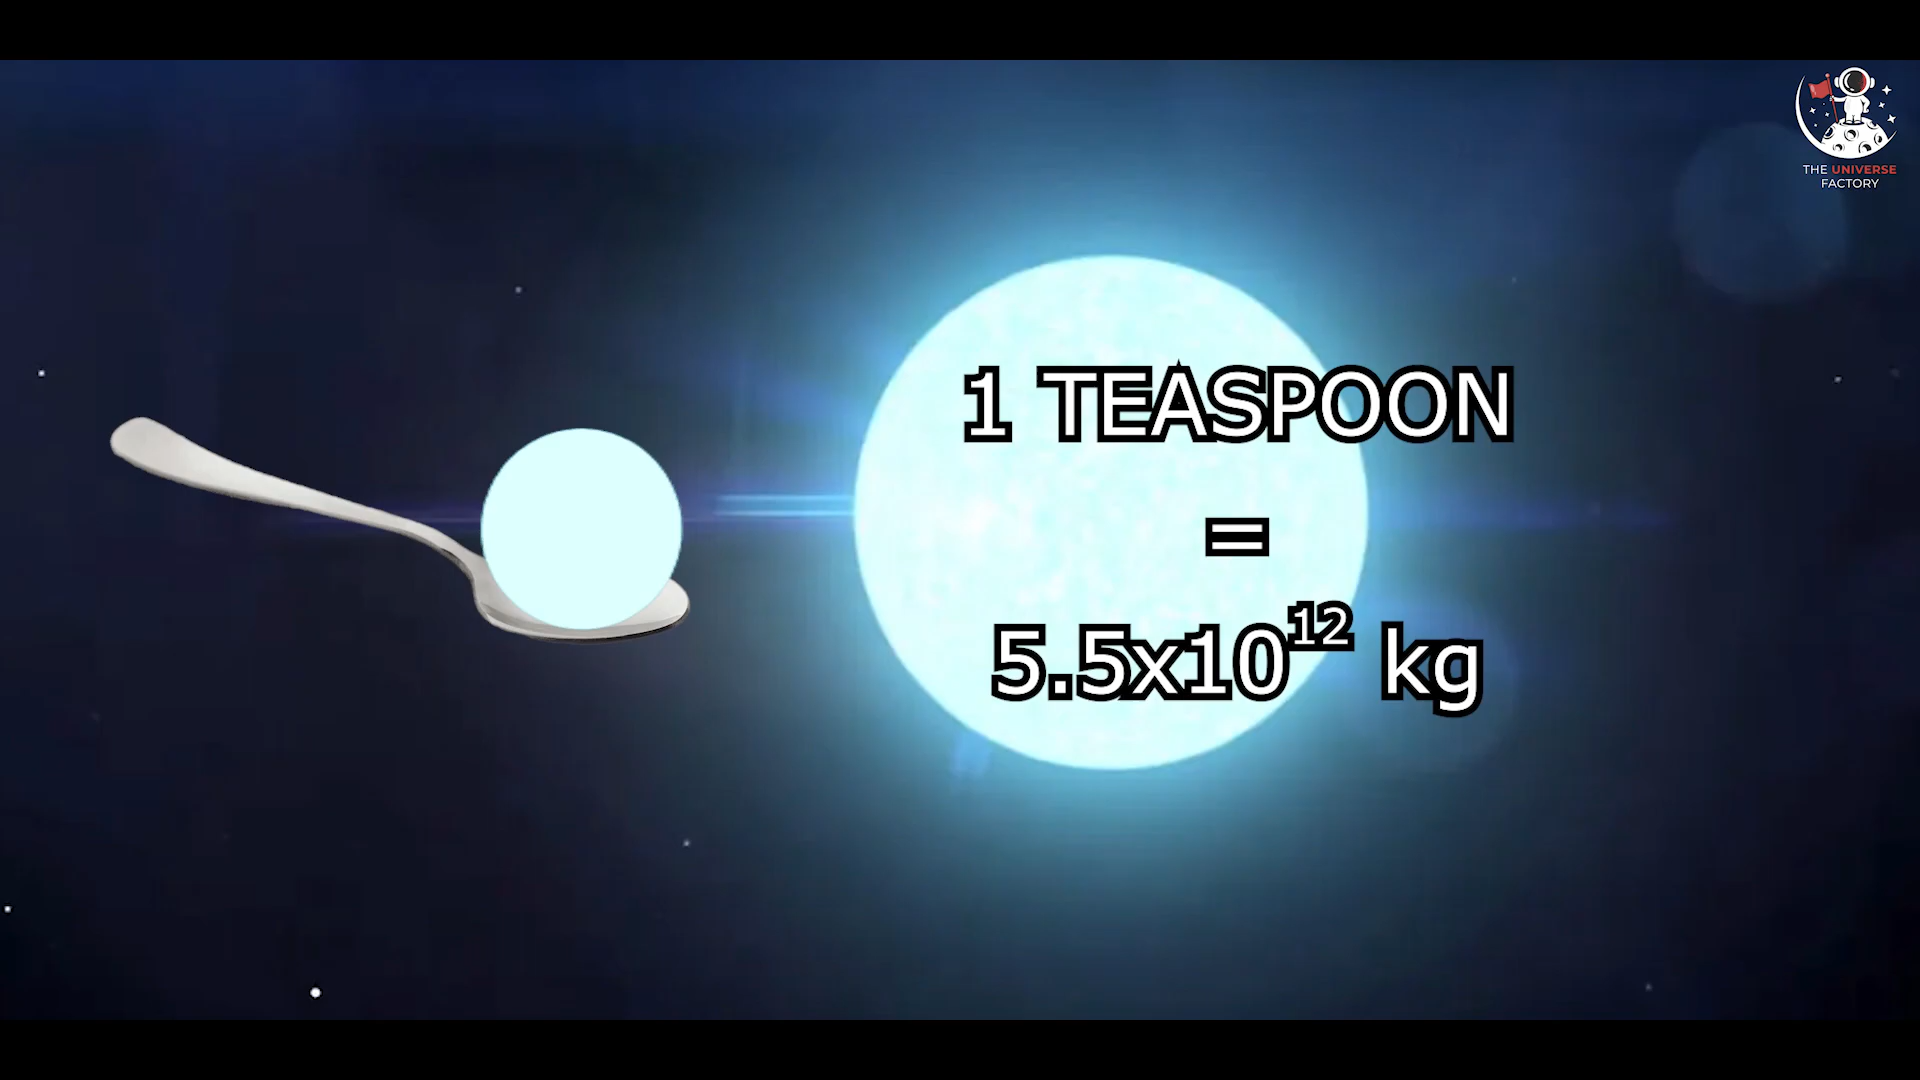 THE UNIVERSE
FACTORY
1 TEASPOON
=
5.5x10¹² kg